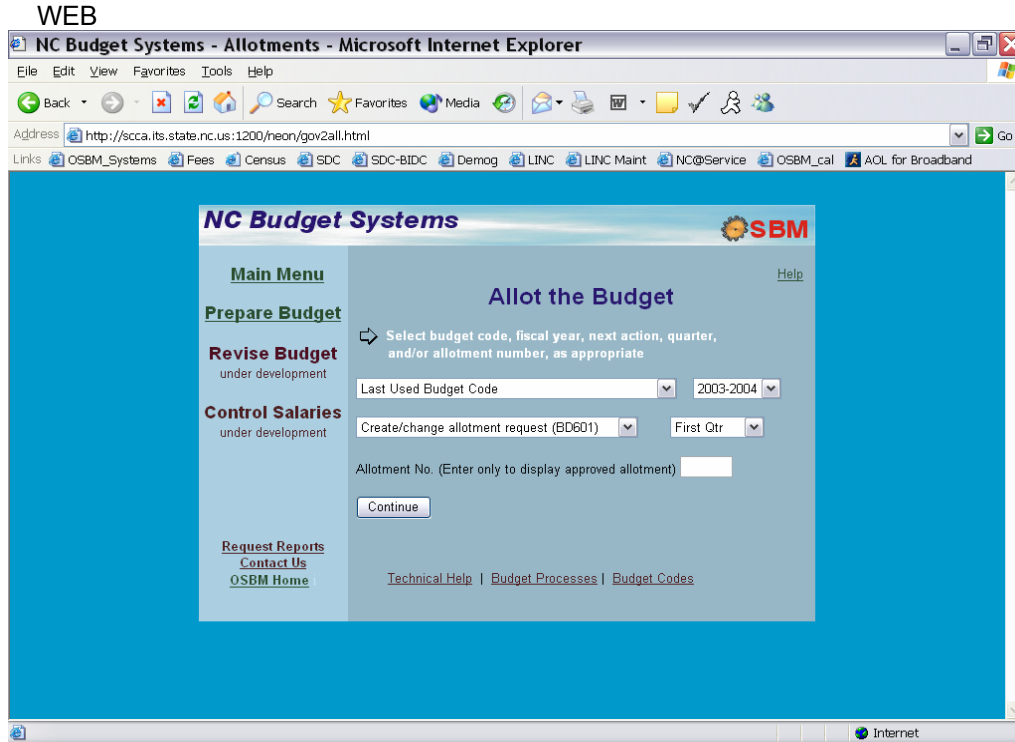 WEB
NC Budget Systems - Allotments - Microsoft Internet Explorer
File Edit View Favorites Tools Help
Back Search Favorites Media
Address http://scca.its.state.nc.us:1200/neon/gov2all.html Go
Links OSBM_Systems Fees Census SDC SDC-BIDC Demog LINC LINC Maint NC@Service OSBM_cal AOL for Broadband
NC Budget Systems
SBM
Main Menu
Help
Allot the Budget
Prepare Budget
Select budget code, fiscal year, next action, quarter,
and/or allotment number, as appropriate
Revise Budget
under development
Last Used Budget Code 2003-2004
Control Salaries
under development
Create/change allotment request (BD601) First Qtr
Allotment No. (Enter only to display approved allotment)
Continue
Request Reports
Contact Us
OSBM Home
Technical Help | Budget Processes | Budget Codes
Internet